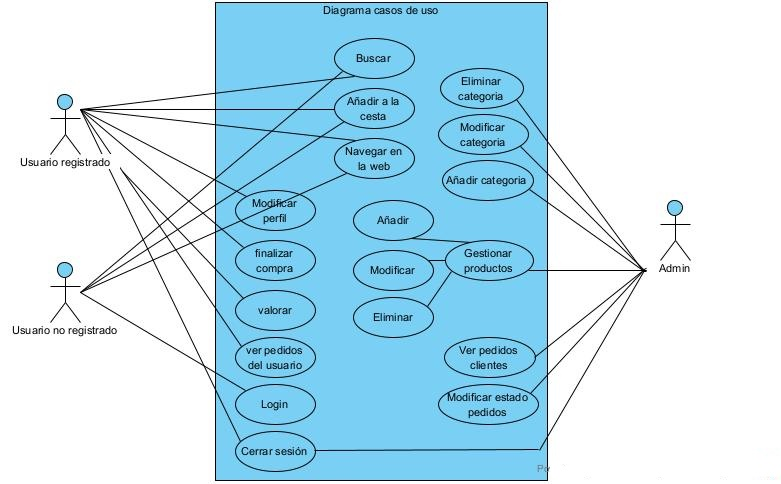 Diagrama casos de uso
Buscar
Eliminar
categoria
Añadir a la
cesta
Modificar
categoria
Usuario registrado
Navegar en
la web
Añadir categoria
Modificar
perfil
Añadir
finalizar
compra
Modificar
Gestionar
productos
Admin
valorar
Eliminar
Usuario no registrado
ver pedidos
del usuario
Ver pedidos
clientes
Login
Modificar estado
pedidos
Cerrar sesión